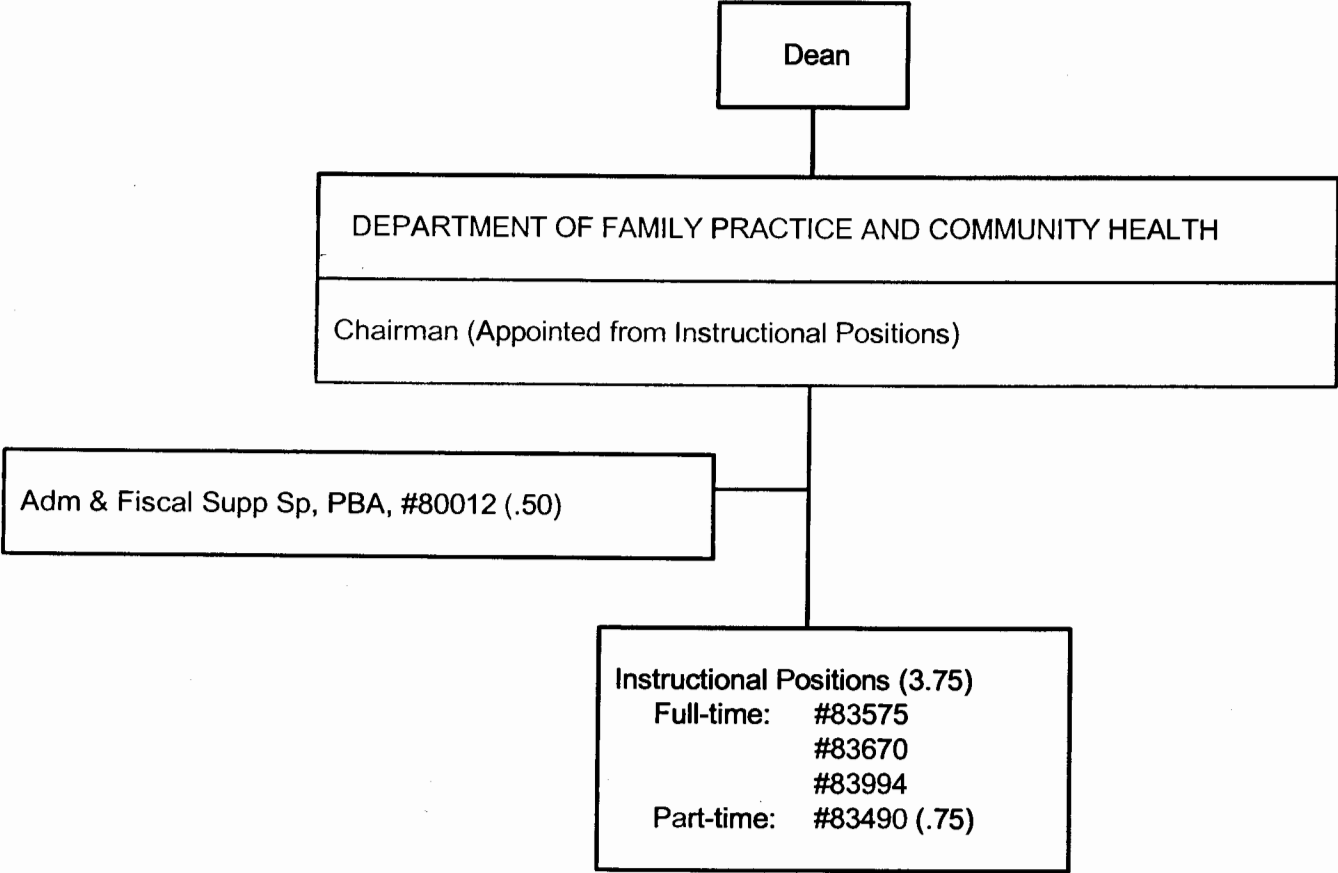 Dean
DEPARTMENT OF FAMILY PRACTICE AND COMMUNITY HEALTH
Chairman (Appointed from Instructional Positions)
Adm & Fiscal Supp Sp, PBA, #80012 (.50)
Instructional Positions (3.75)
Full-time: #83575
#83670
#83994
Part-time: #83490 (.75)